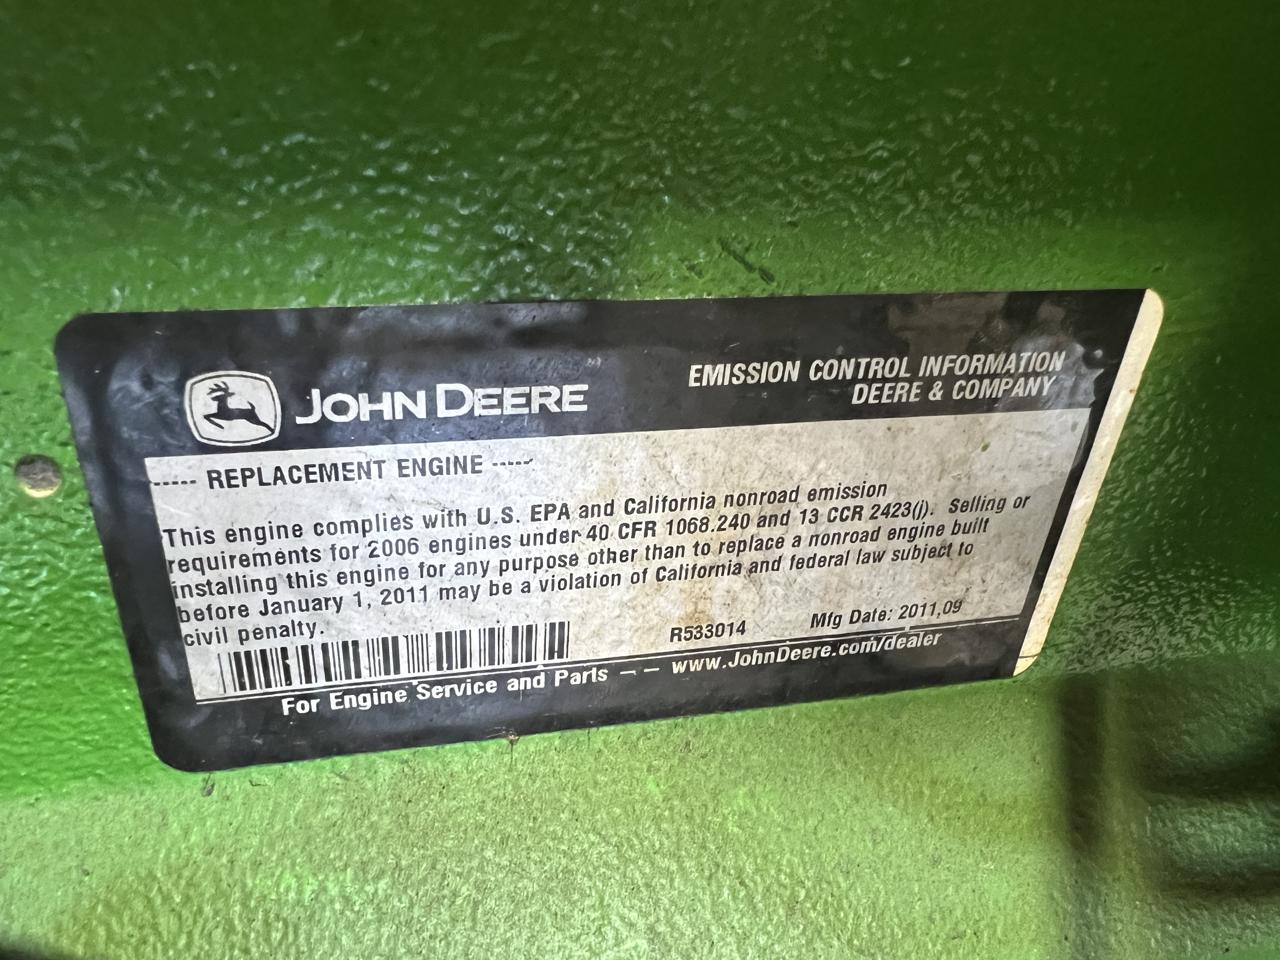 JOHN DEERE
EMISSION CONTROL INFORMATION
DEERE & COMPANY
----- REPLACEMENT ENGINE -----
This engine complies with U.S. EPA and California nonroad emission
requirements for 2006 engines under 40 CFR 1068.240 and 13 CCR 2423(j). Selling or
installing this engine for any purpose other than to replace a nonroad engine built
before January 1, 2011 may be a violation of California and federal law subject to
civil penalty.
R533014
Mfg Date: 2011,09
For Engine Service and Parts – – www.JohnDeere.com/dealer